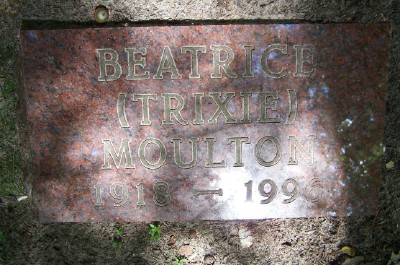 BEATRICE
(TRIXIE)
MOULTON
1918 – 1996